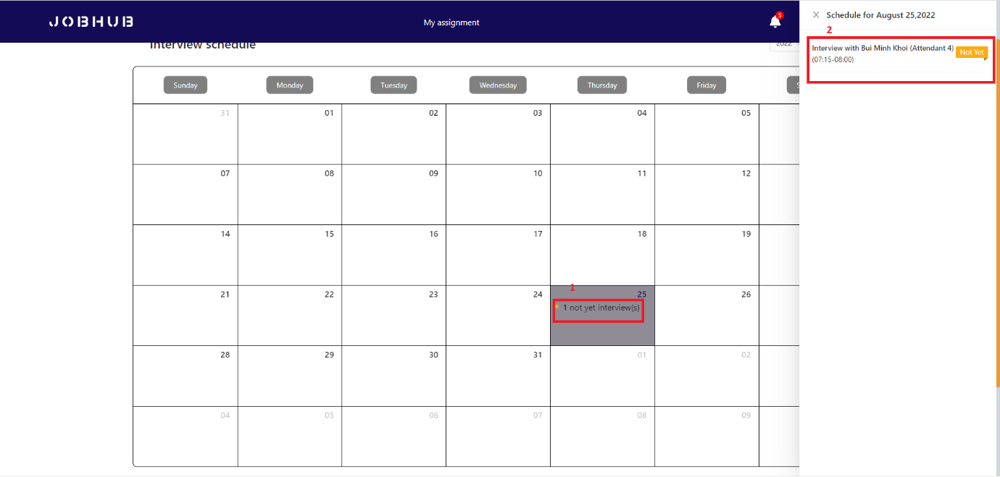 JOBHUB
My assignment
5
Schedule for August 25,2022
2
Interview with Bui Minh Khoi (Attendant 4)
(07:15-08:00)
Not Yet
Interview schedule
2022
Sunday Monday Tuesday Wednesday Thursday Friday S
31 01 02 03 04 05
07 08 09 10 11 12
14 15 16 17 18 19
1
21 22 23 24 25 26
1 not yet interview(s)
28 29 30 31 01 02
04 05 06 07 08 09